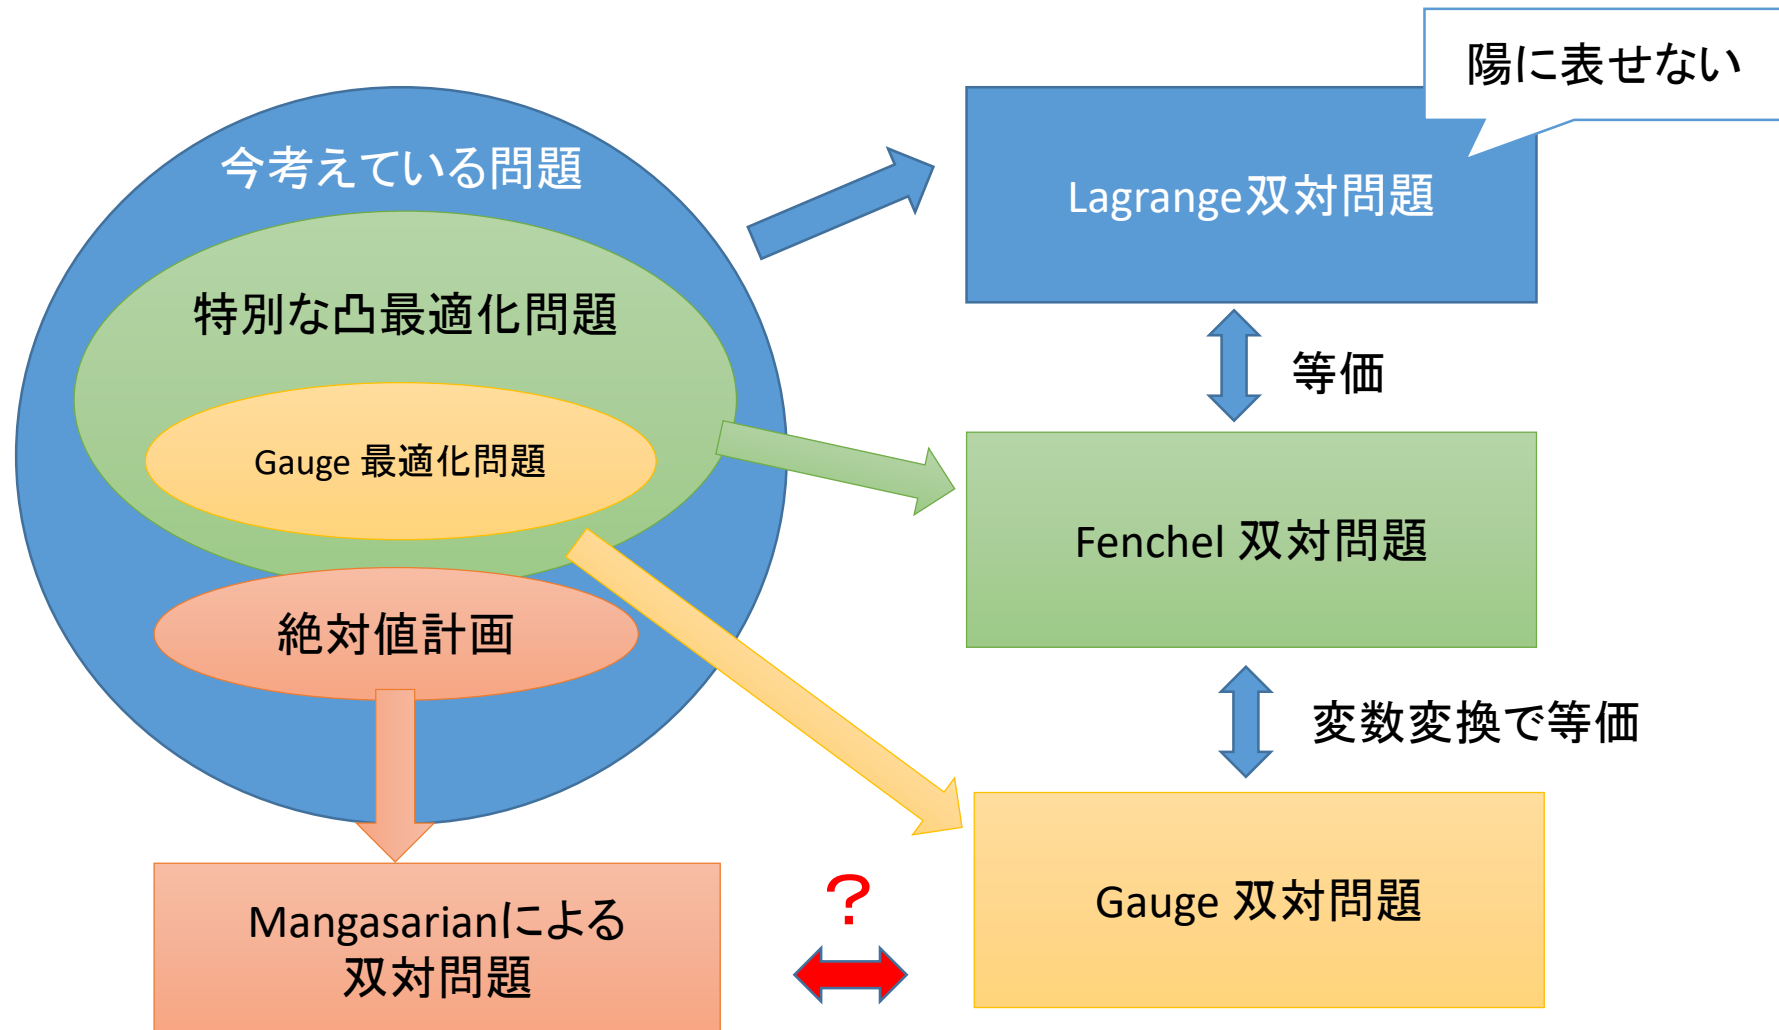 陽に表せない
今考えている問題
Lagrange双対問題
特別な凸最適化問題
等価
Gauge 最適化問題
Fenchel 双対問題
絶対値計画
変数変換で等価
?
Gauge 双対問題
Mangasarianによる
双対問題